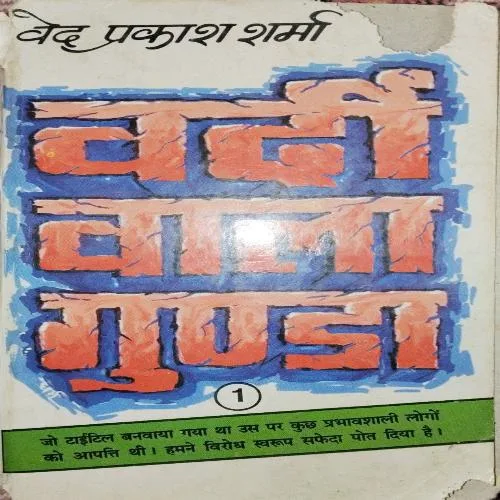 वेद प्रकाश शर्मा
वर्दी
वाला
गुण्डा
1
जो टाईटिल बनवाया गया था उस पर कुछ प्रभावशाली लोगों
को आपत्ति थी। हमने विरोध स्वरूप सफेदा पोत दिया है।